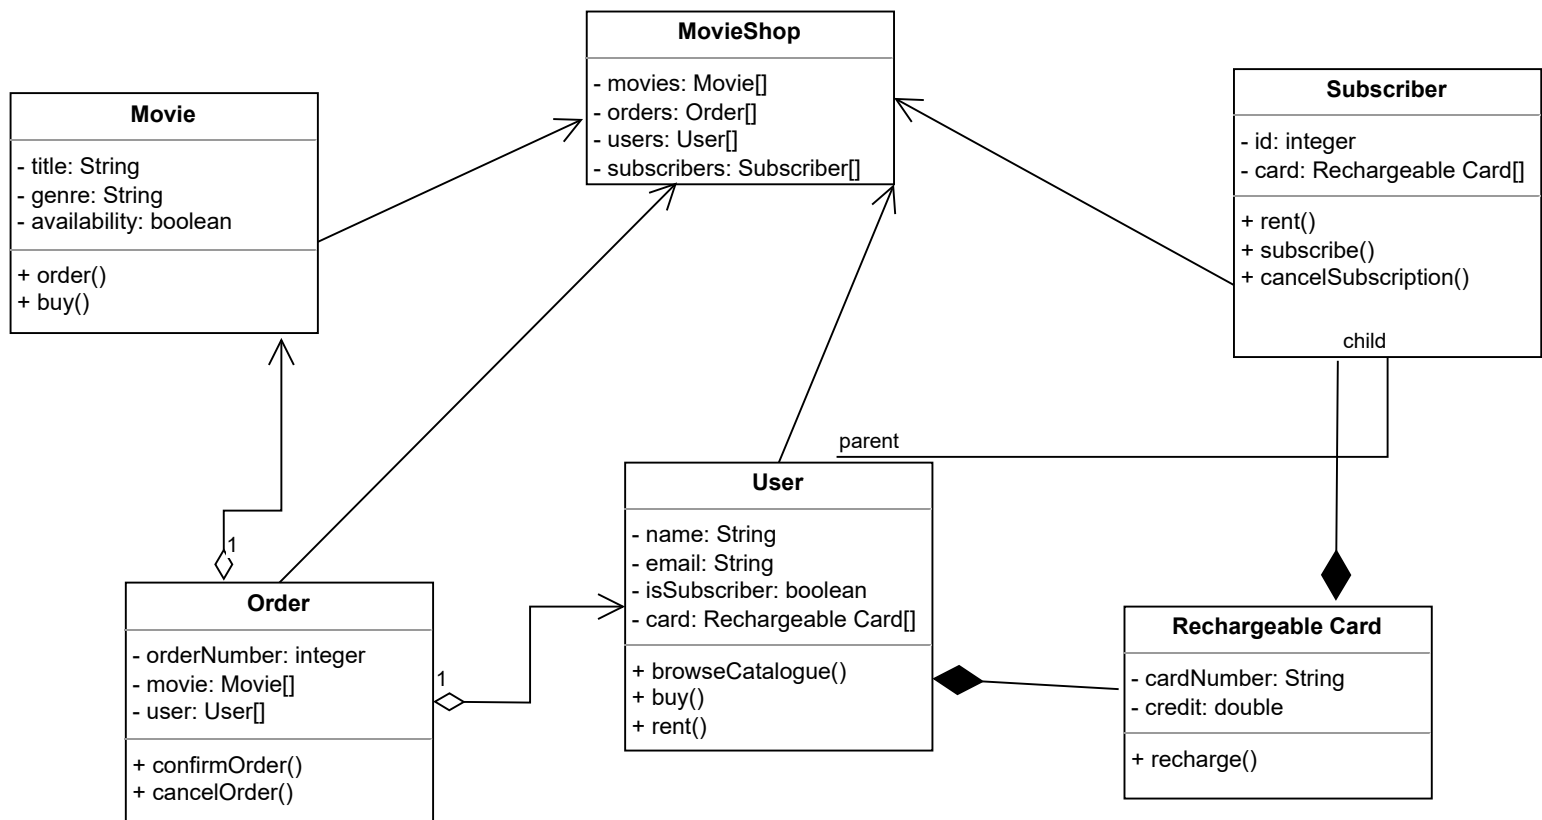 MovieShop
- movies: Movie[]
- orders: Order[]
- users: User[]
- subscribers: Subscriber[]
Movie
- title: String
- genre: String
- availability: boolean
+ order()
+ buy()
Subscriber
- id: integer
- card: Rechargeable Card[]
+ rent()
+ subscribe()
+ cancelSubscription()
child
parent
User
- name: String
- email: String
- isSubscriber: boolean
- card: Rechargeable Card[]
+ browseCatalogue()
+ buy()
+ rent()
1
Order
- orderNumber: integer
- movie: Movie[]
- user: User[]
+ confirmOrder()
+ cancelOrder()
1
Rechargeable Card
- cardNumber: String
- credit: double
+ recharge()